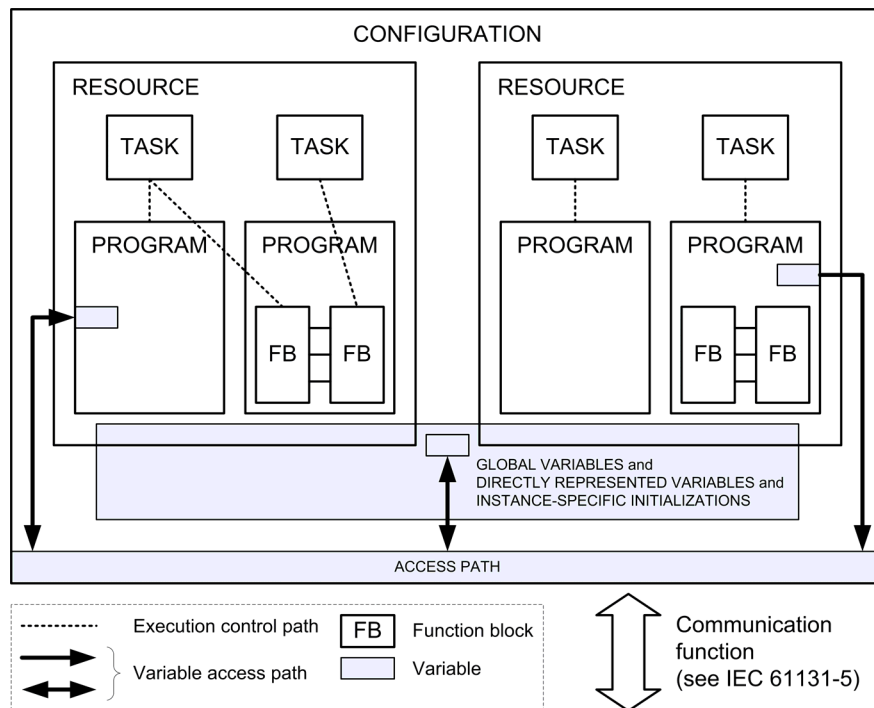 CONFIGURATION
RESOURCE
TASK
TASK
PROGRAM
PROGRAM
FB
FB
RESOURCE
TASK
TASK
PROGRAM
PROGRAM
FB
FB
GLOBAL VARIABLES and
DIRECTLY REPRESENTED VARIABLES and
INSTANCE-SPECIFIC INITIALIZATIONS
ACCESS PATH
Execution control path
FB
Function block
Variable access path
Variable
Communication
function
(see IEC 61131-5)